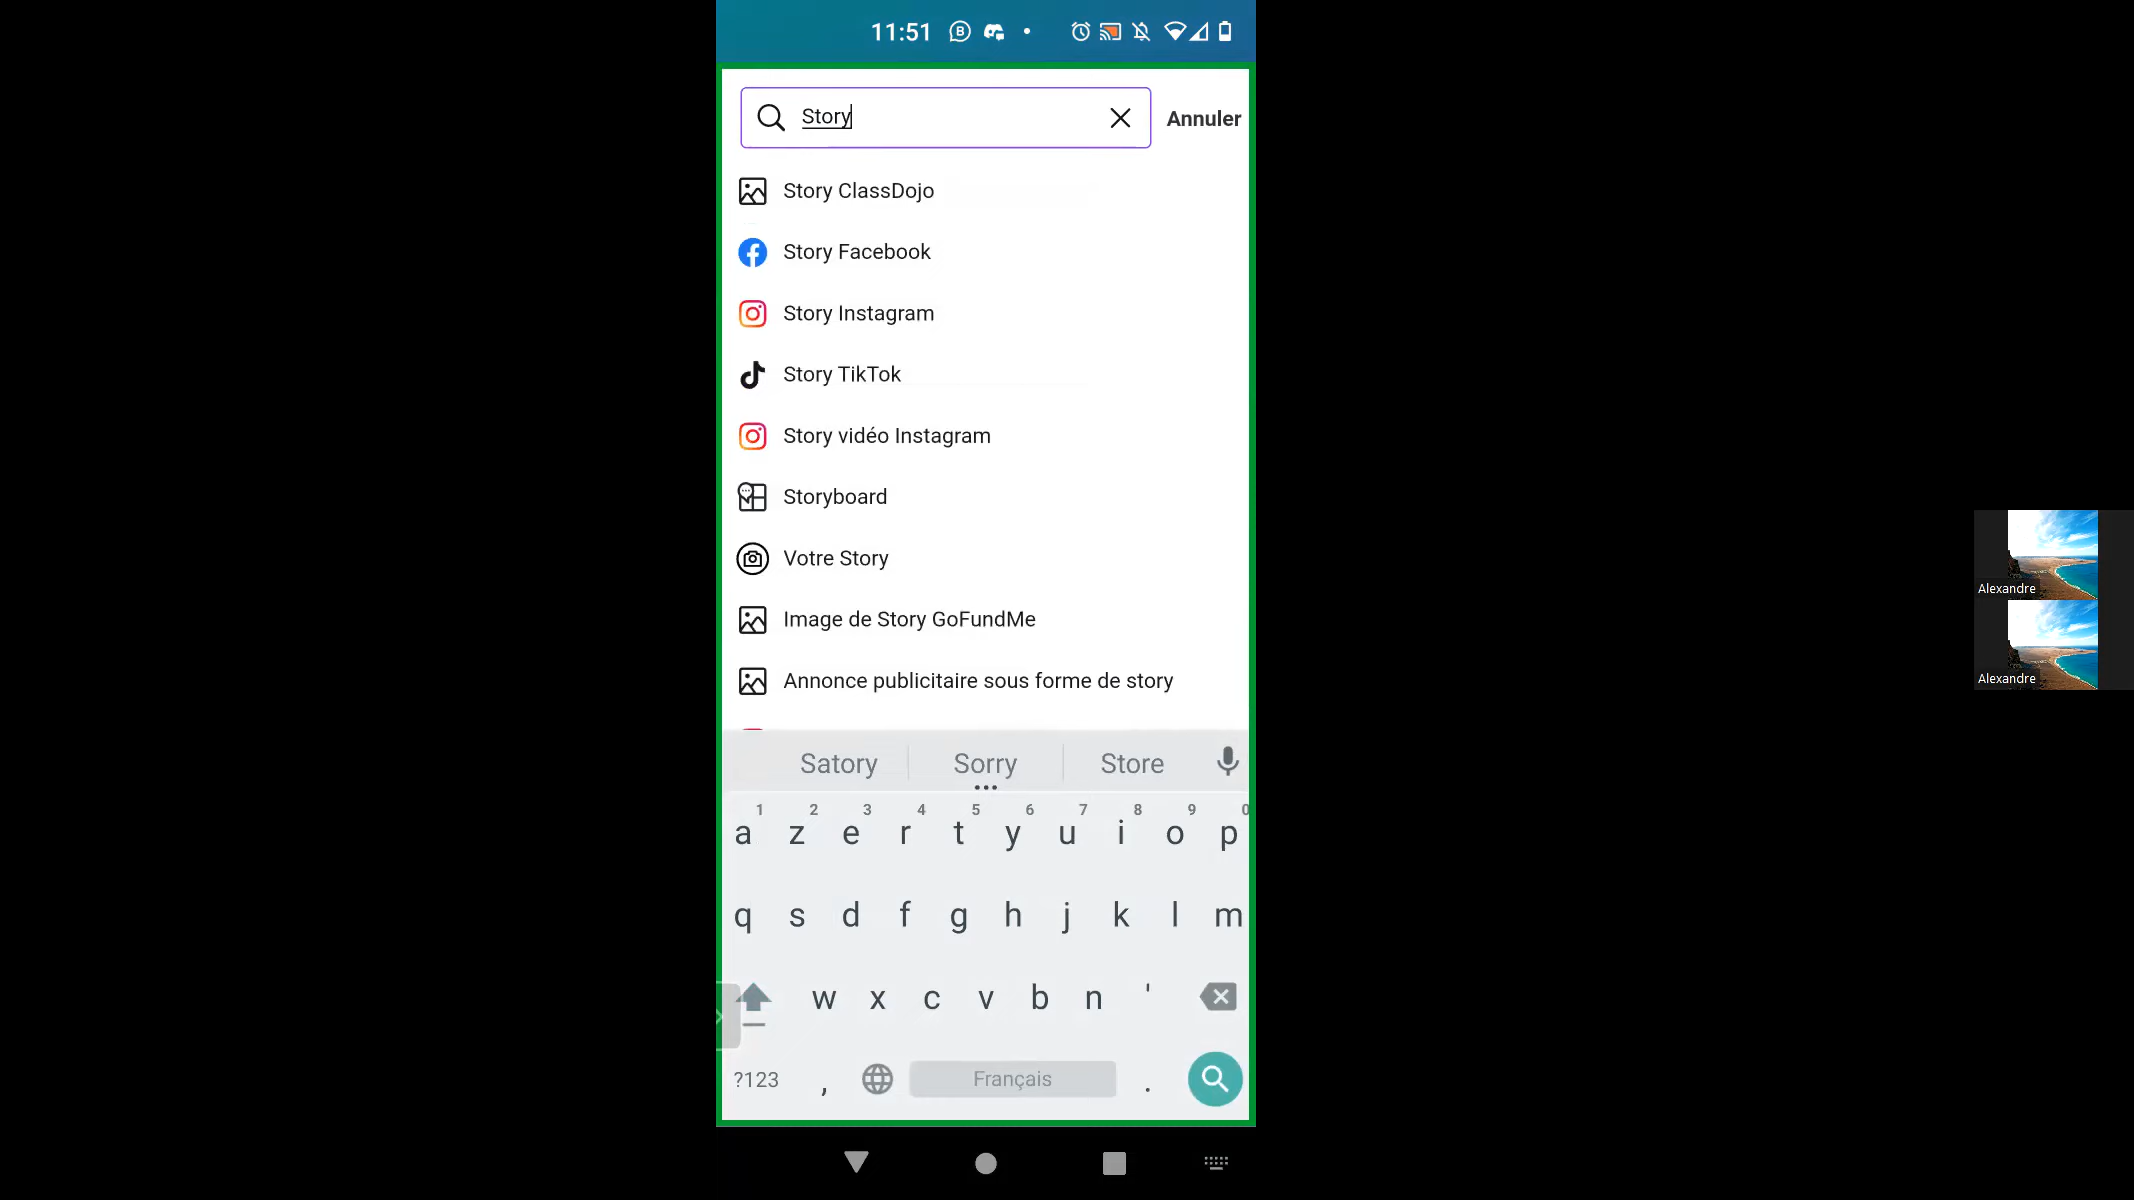 11:51
Story
Annuler
Story ClassDojo
Story Facebook
Story Instagram
Story TikTok
Story vidéo Instagram
Storyboard
Votre Story
Image de Story GoFundMe
Annonce publicitaire sous forme de story
Satory Sorry Store
1 2 3 4 5 6 7 8 9 0
a z e r t y u i o p
q s d f g h j k l m
w x c v b n '
?123 , Français .
Alexandre
Alexandre